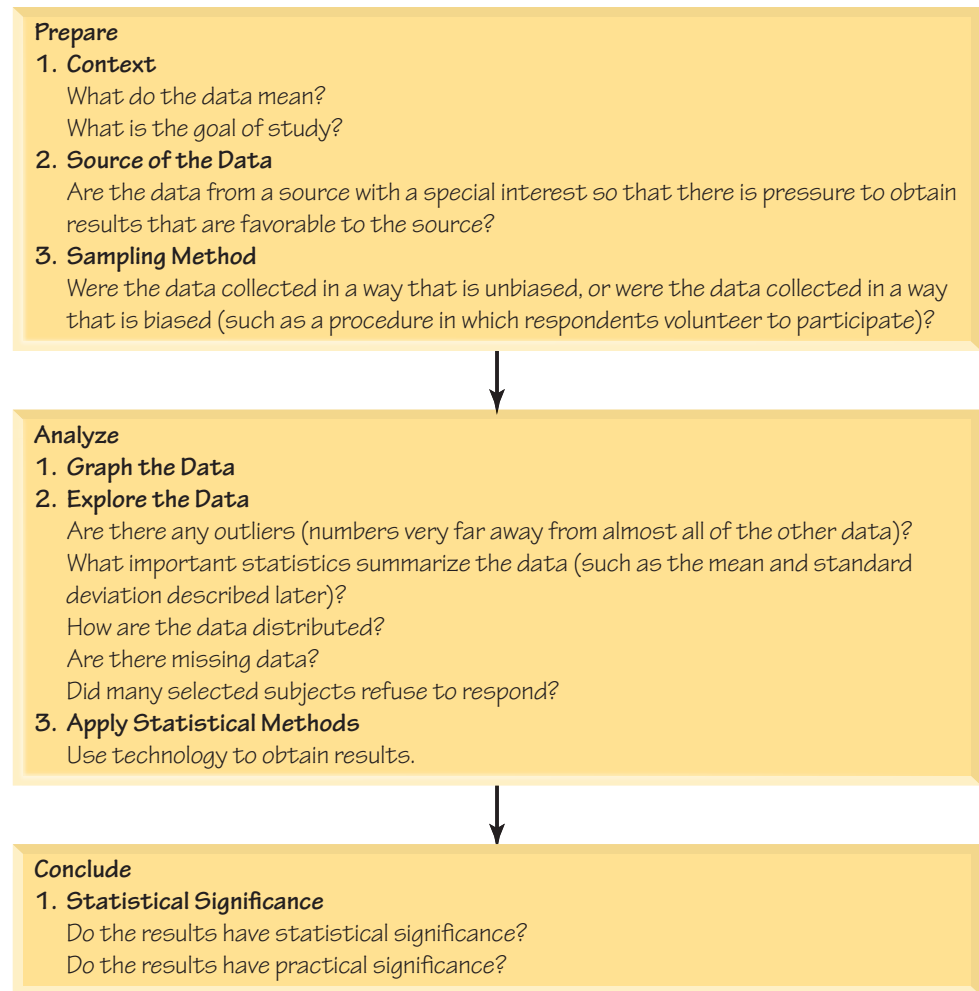 Prepare
1. Context
What do the data mean?
What is the goal of study?
2. Source of the Data
Are the data from a source with a special interest so that there is pressure to obtain
results that are favorable to the source?
3. Sampling Method
Were the data collected in a way that is unbiased, or were the data collected in a way
that is biased (such as a procedure in which respondents volunteer to participate)?
Analyze
1. Graph the Data
2. Explore the Data
Are there any outliers (numbers very far away from almost all of the other data)?
What important statistics summarize the data (such as the mean and standard
deviation described later)?
How are the data distributed?
Are there missing data?
Did many selected subjects refuse to respond?
3. Apply Statistical Methods
Use technology to obtain results.
Conclude
1. Statistical Significance
Do the results have statistical significance?
Do the results have practical significance?